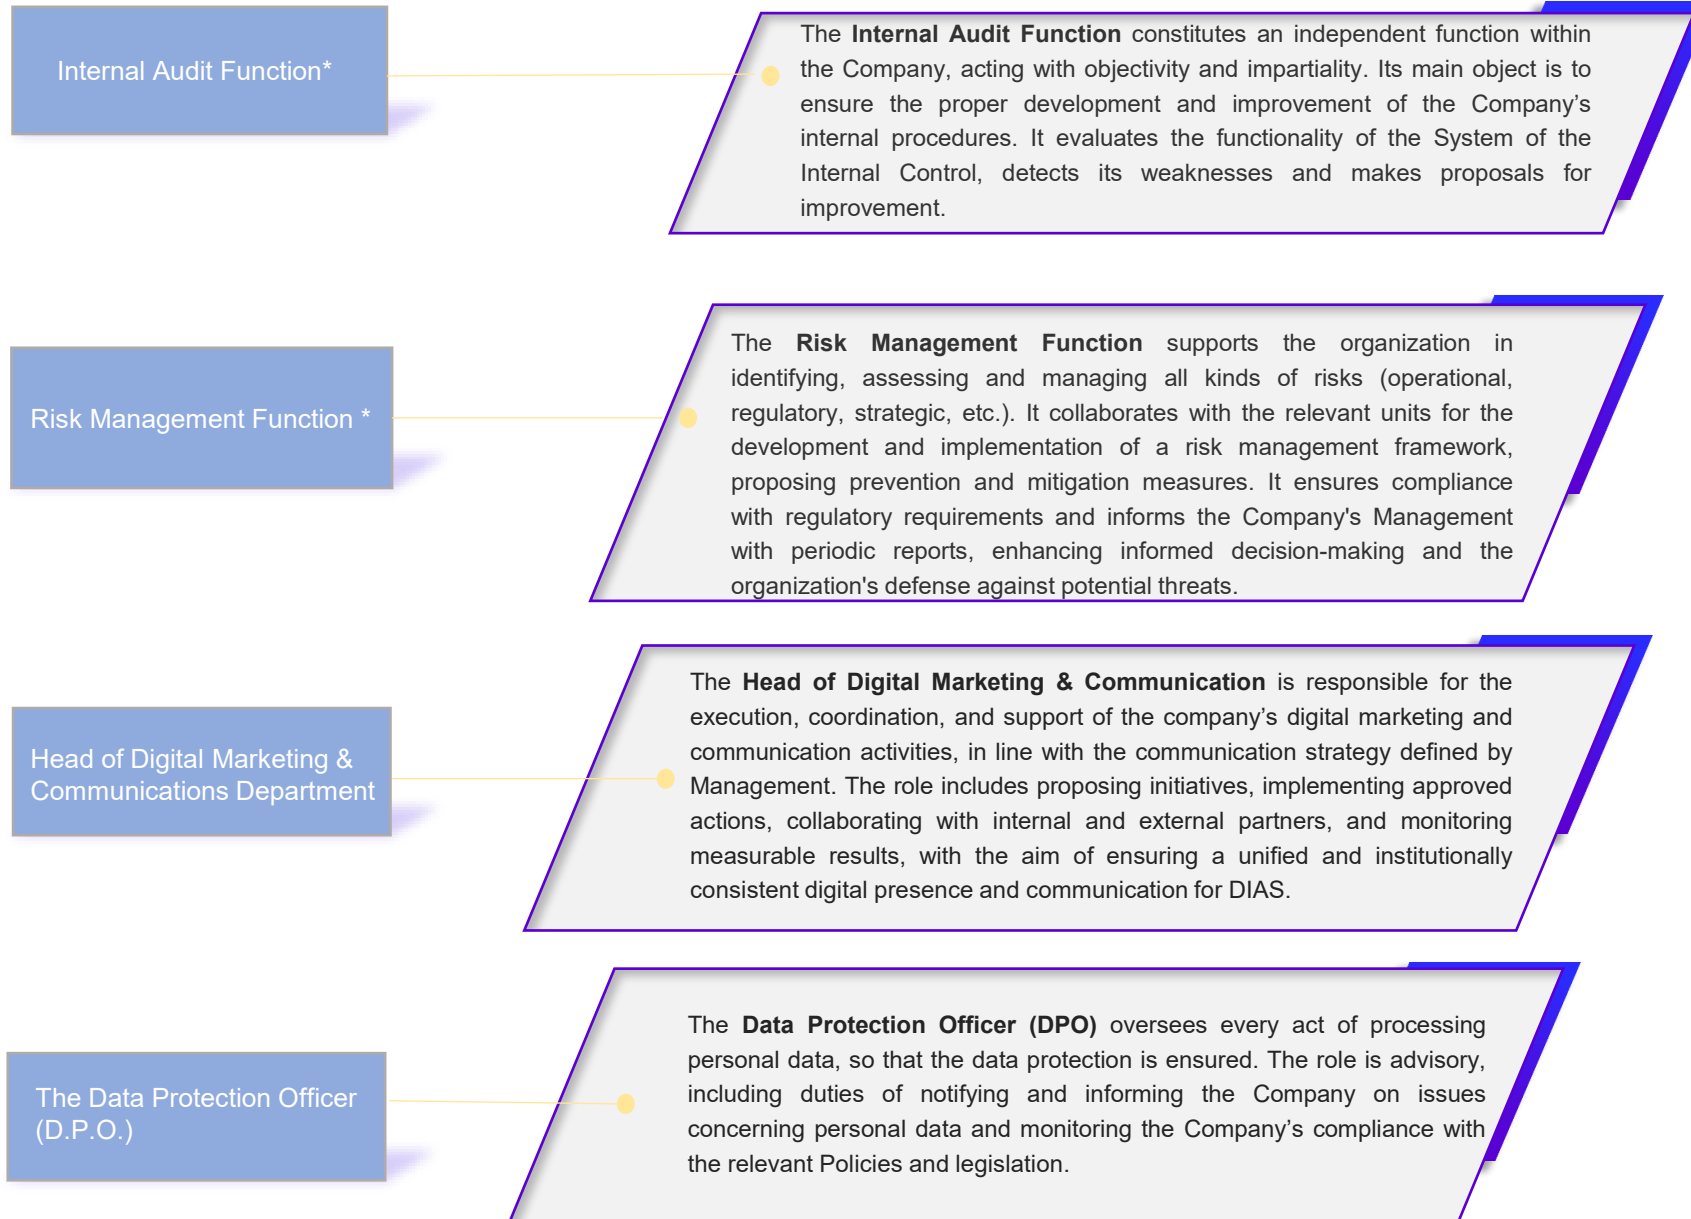 Internal Audit Function*
The Internal Audit Function constitutes an independent function within
the Company, acting with objectivity and impartiality. Its main object is to
ensure the proper development and improvement of the Company’s
internal procedures. It evaluates the functionality of the System of the
Internal Control, detects its weaknesses and makes proposals for
improvement.
Risk Management Function *
The Risk Management Function supports the organization in
identifying, assessing and managing all kinds of risks (operational,
regulatory, strategic, etc.). It collaborates with the relevant units for the
development and implementation of a risk management framework,
proposing prevention and mitigation measures. It ensures compliance
with regulatory requirements and informs the Company's Management
with periodic reports, enhancing informed decision-making and the
organization's defense against potential threats.
Head of Digital Marketing &
Communications Department
The Head of Digital Marketing & Communication is responsible for the
execution, coordination, and support of the company’s digital marketing and
communication activities, in line with the communication strategy defined by
Management. The role includes proposing initiatives, implementing approved
actions, collaborating with internal and external partners, and monitoring
measurable results, with the aim of ensuring a unified and institutionally
consistent digital presence and communication for DIAS.
The Data Protection Officer
(D.P.O.)
The Data Protection Officer (DPO) oversees every act of processing
personal data, so that the data protection is ensured. The role is advisory,
including duties of notifying and informing the Company on issues
concerning personal data and monitoring the Company’s compliance with
the relevant Policies and legislation.